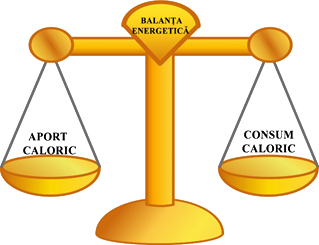 BALANȚA
ENERGETICĂ
APORT
CALORIC
CONSUM
CALORIC